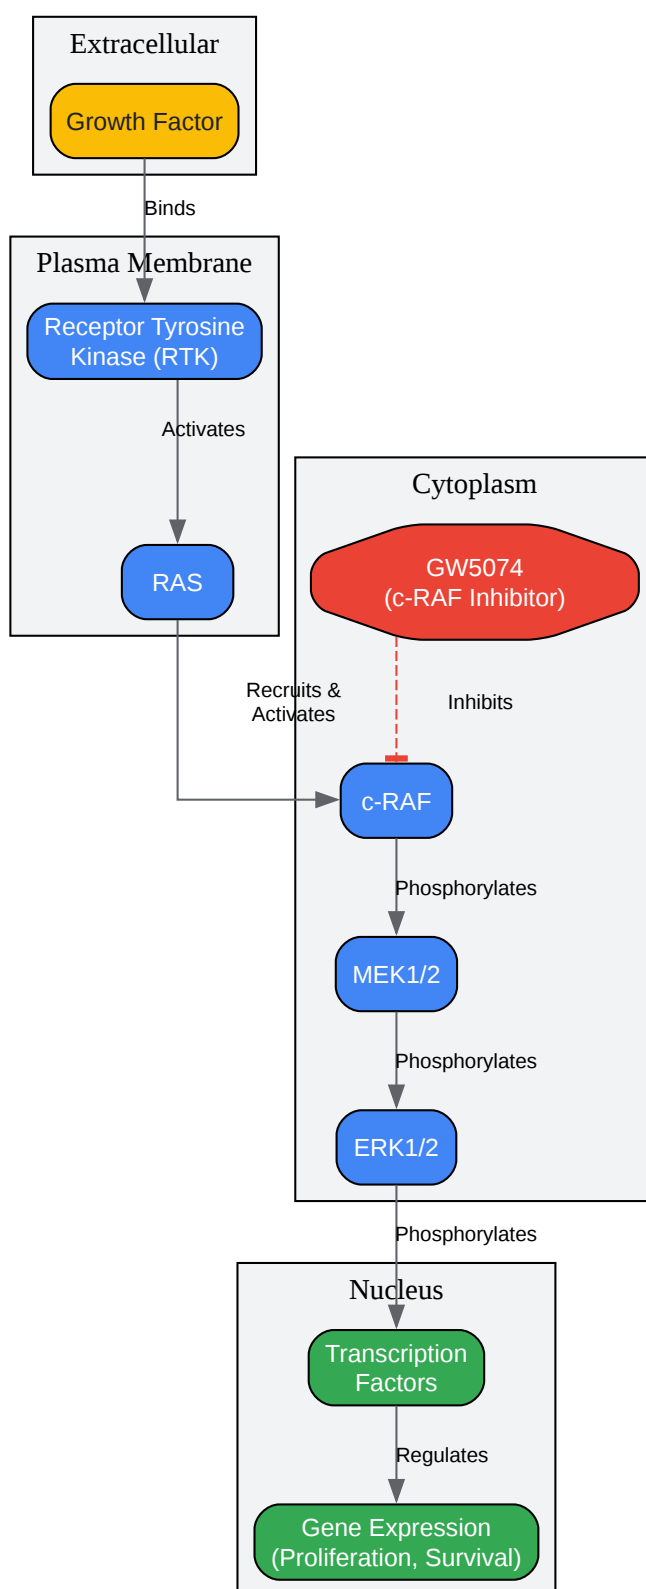 Extracellular
Growth Factor
Binds
Plasma Membrane
Receptor Tyrosine
Kinase (RTK)
Activates
RAS
Cytoplasm
GW5074
(c-RAF Inhibitor)
Recruits &
Activates
Inhibits
c-RAF
Phosphorylates
MEK1/2
Phosphorylates
ERK1/2
Phosphorylates
Nucleus
Transcription
Factors
Regulates
Gene Expression
(Proliferation, Survival)